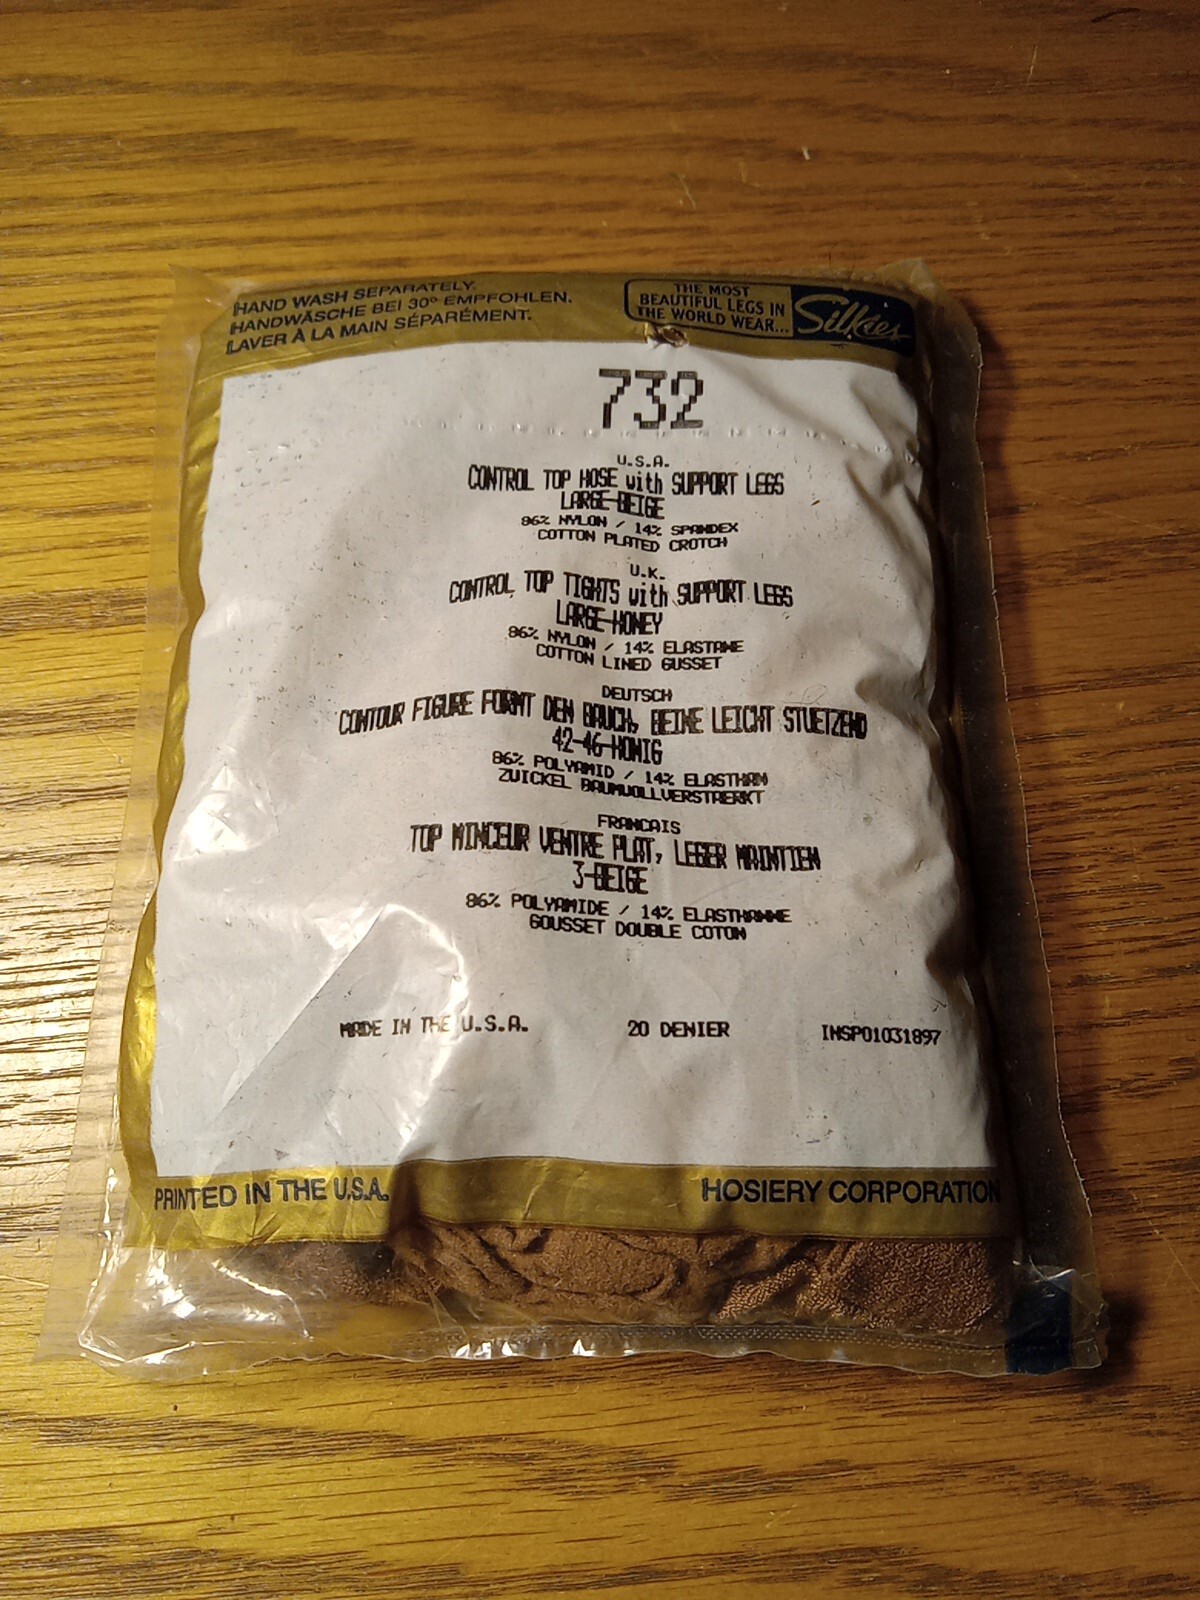 HAND WASH SEPARATELY.
HANDWÄSCHE BEI 30° EMPFOHLEN.
LAVER À LA MAIN SÉPARÉMENT.
THE MOST
BEAUTIFUL LEGS IN
THE WORLD WEAR...
Silkies
732
U.S.A.
CONTROL TOP HOSE with SUPPORT LEGS
LARGE-BEIGE
86% NYLON / 14% SPANDEX
COTTON PLATED CROTCH
U.K.
CONTROL TOP TIGHTS with SUPPORT LEGS
LARGE-HONEY
86% NYLON / 14% ELASTANE
COTTON LINED GUSSET
DEUTSCH
CONTOUR FIGURE FORMT DEN BAUCH, BEINE LEICHT STUETZEND
42-46-HONIG
86% POLYAMID / 14% ELASTHAN
ZWICKEL BAUMWOLLVERSTAERKT
FRANCAIS
TOP MINCEUR VENTRE PLAT, LEGER MAINTIEN
3-BEIGE
86% POLYAMIDE / 14% ELASTHANNE
GOUSSET DOUBLE COTON
MADE IN THE U.S.A. 20 DENIER INSP01031897
PRINTED IN THE U.S.A. HOSIERY CORPORATION